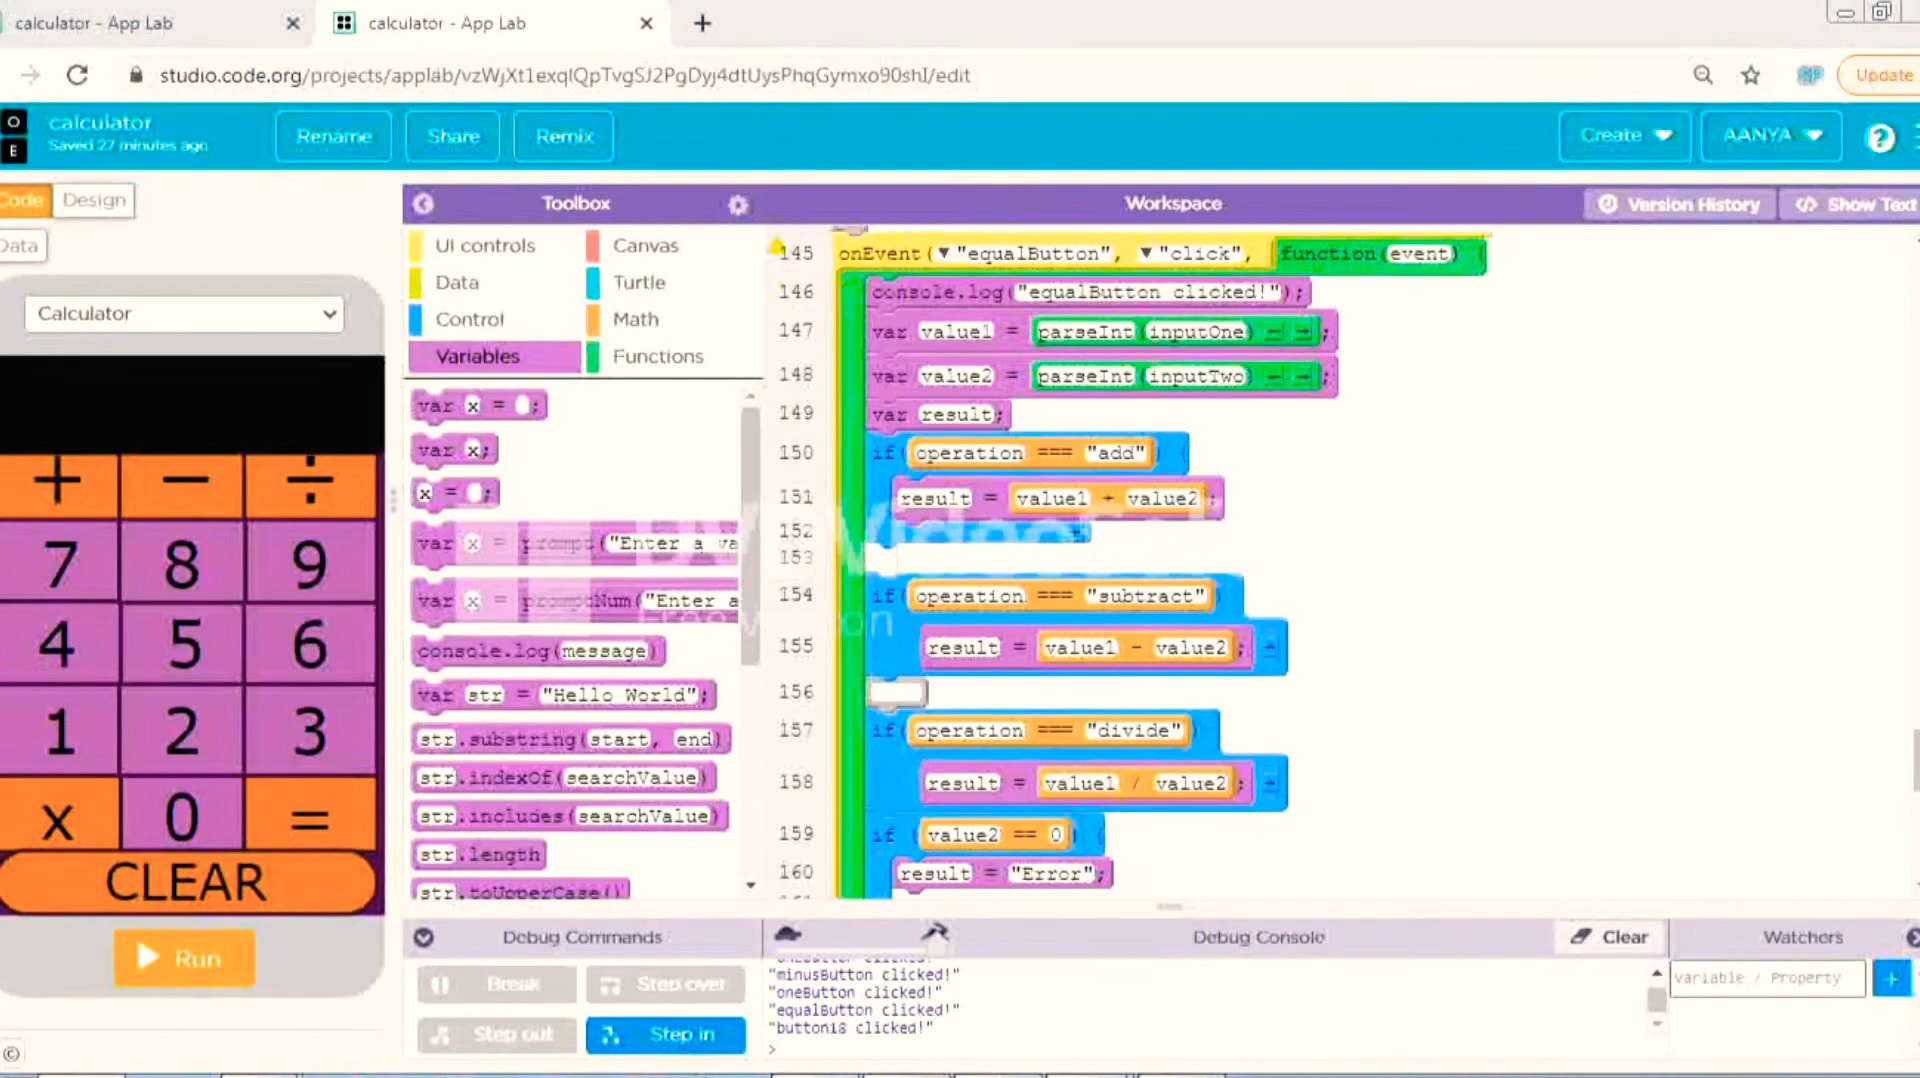 calculator - App Lab
calculator - App Lab
studio.code.org/projects/applab/vzWjXt1exqIQpTvgSJ2PgDyj4dtUysPhqGymxo90shI/edit
Update
O
E
calculator
Saved 27 minutes ago
Rename
Share
Remix
Create
AANYA
?
Code
Design
Data
Toolbox
Workspace
Version History
Show Text
Calculator
+ − ÷
7 8 9
4 5 6
1 2 3
x 0 =
CLEAR
Run
UI controls
Canvas
Data
Turtle
Control
Math
Variables
Functions
var x = ;
var x;
x = ;
var x = prompt("Enter a va
var x = promptNum("Enter a
console.log(message)
var str = "Hello World";
str.substring(start, end)
str.indexOf(searchValue)
str.includes(searchValue)
str.length
str.toUpperCase()
145 onEvent(▼"equalButton", ▼"click", function(event) {
146 console.log("equalButton clicked!");
147 var value1 = parseInt(inputOne);
148 var value2 = parseInt(inputTwo);
149 var result;
150 if(operation === "add") {
151 result = value1 + value2;
152
153
154 if(operation === "subtract")
155 result = value1 - value2;
156
157 if(operation === "divide")
158 result = value1 / value2;
159 if (value2 == 0) {
160 result = "Error";
Debug Commands
Debug Console
Clear
Watchers
Break
Step over
Step out
Step in
"minusButton clicked!"
"oneButton clicked!"
"equalButton clicked!"
"button18 clicked!"
>
variable / Property
+